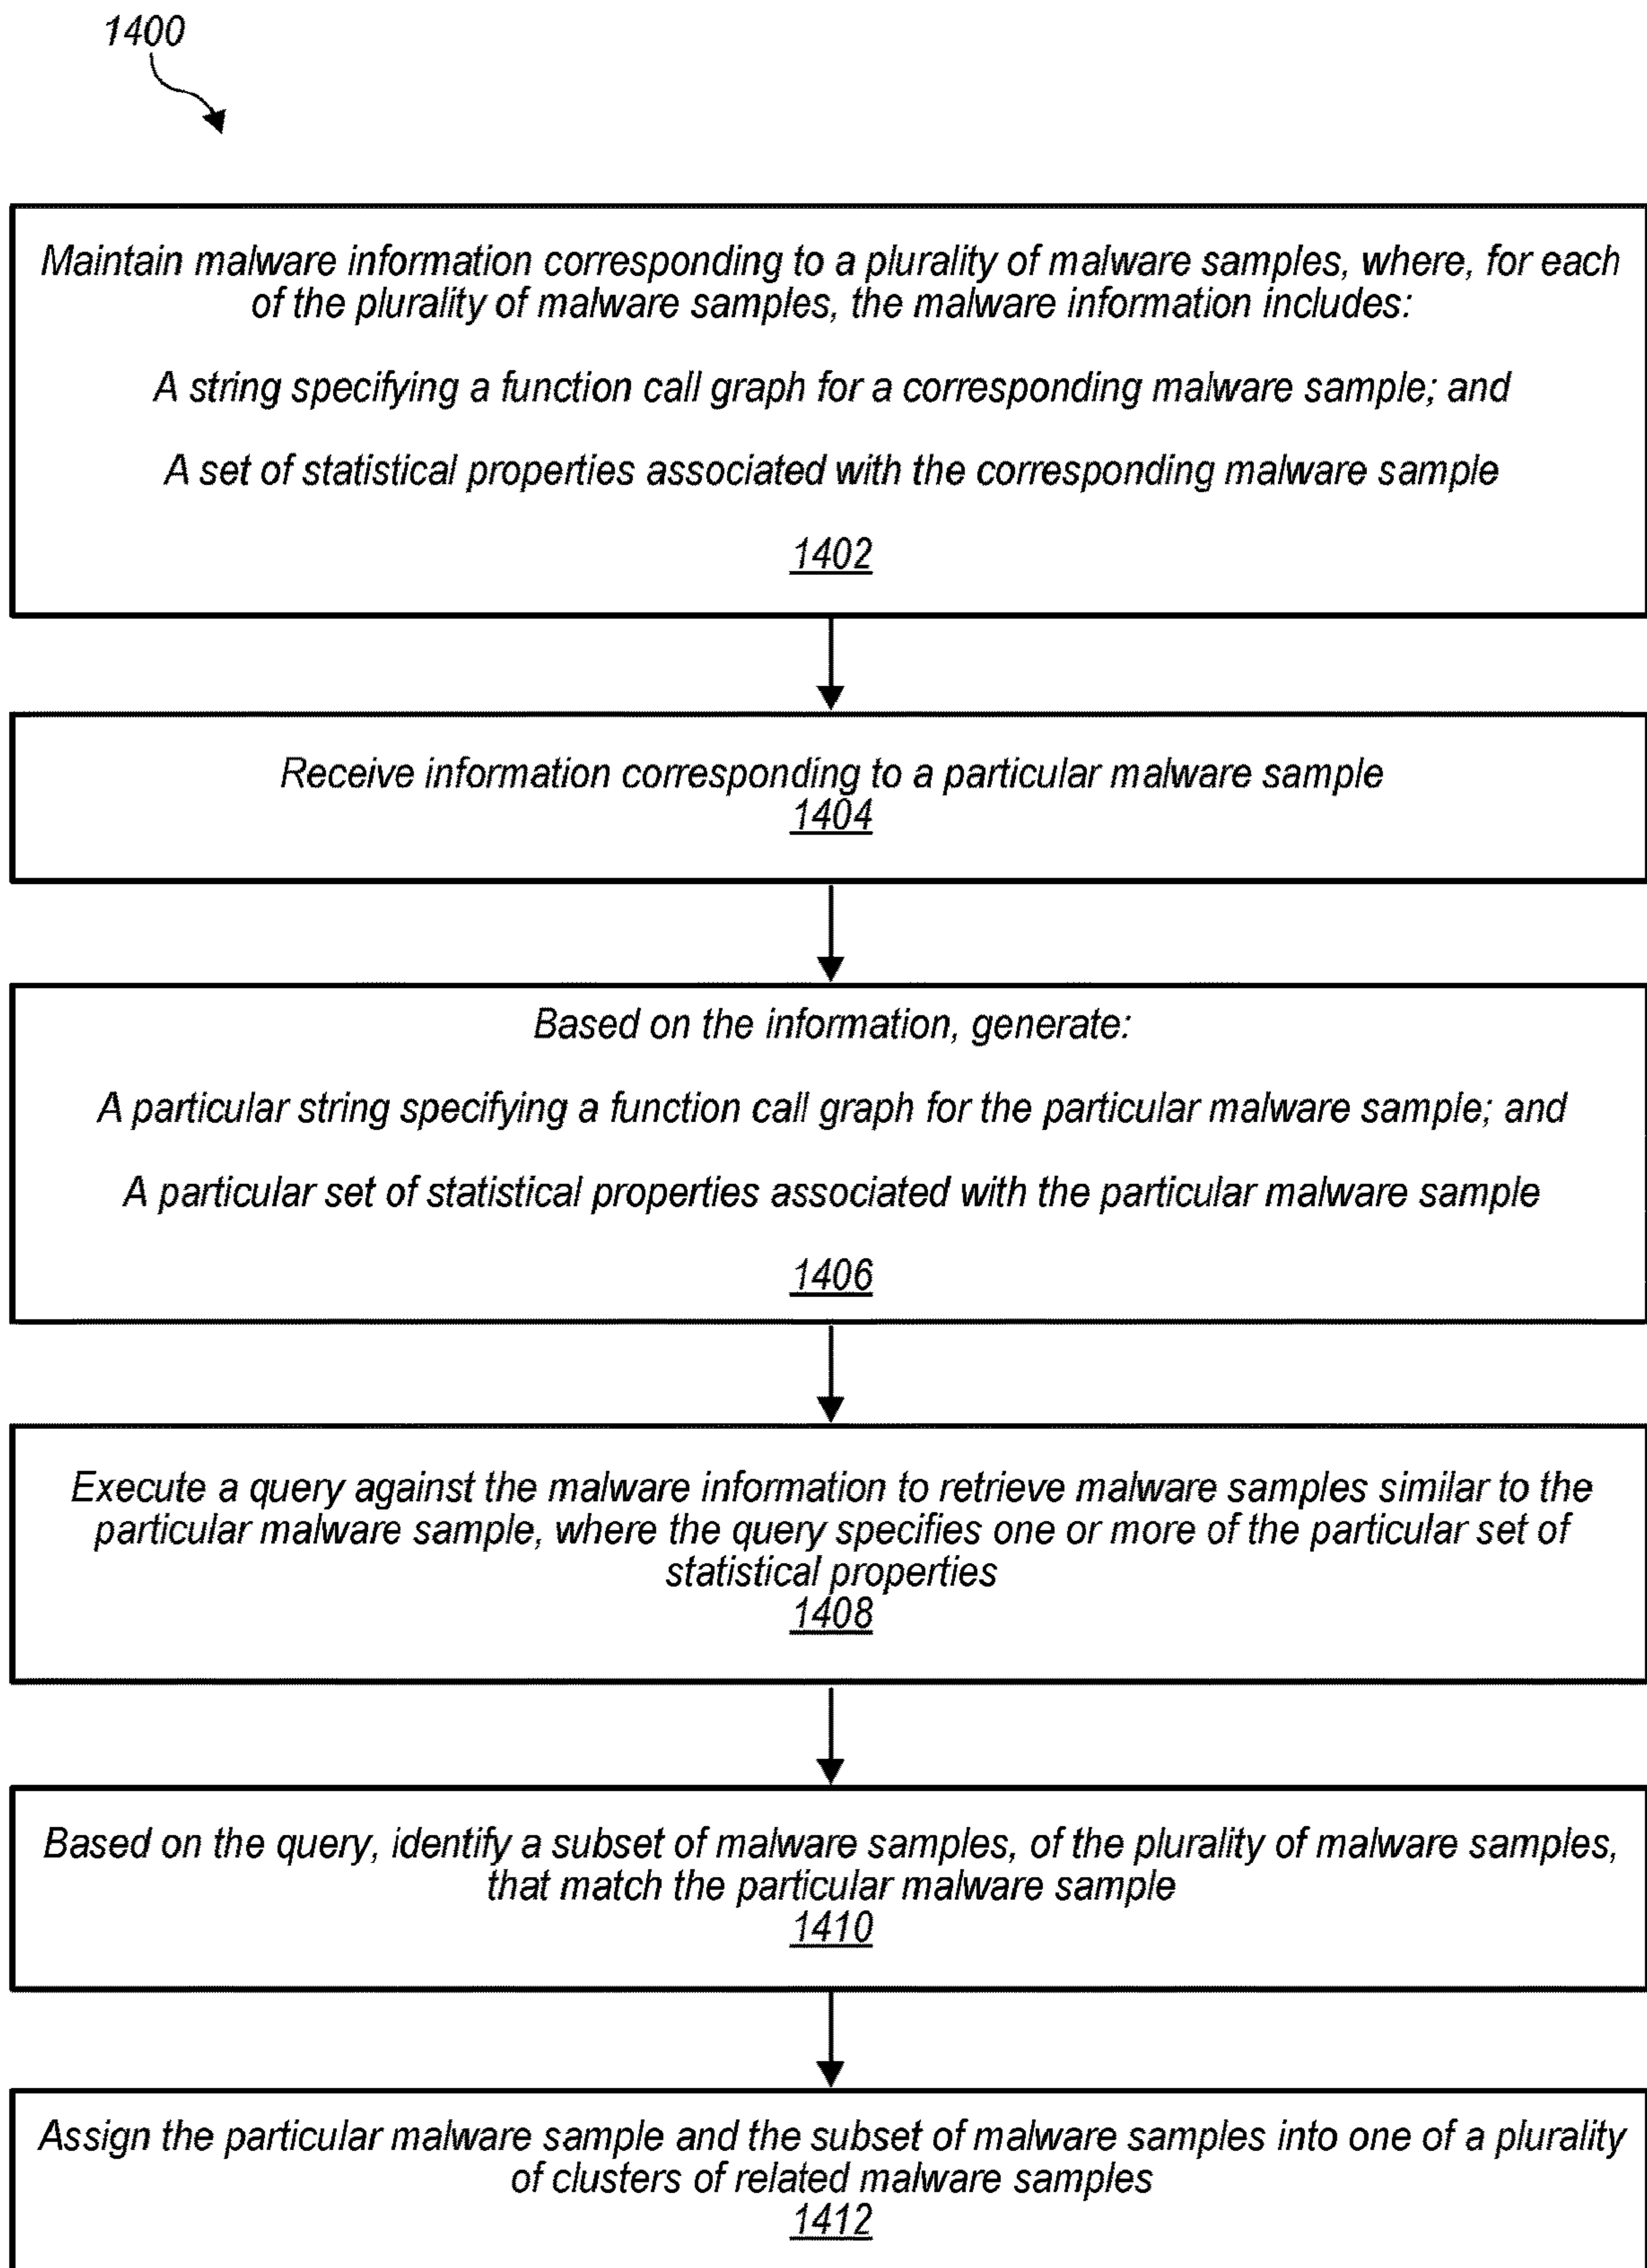 1400
Maintain malware information corresponding to a plurality of malware samples, where, for each
of the plurality of malware samples, the malware information includes:
A string specifying a function call graph for a corresponding malware sample; and
A set of statistical properties associated with the corresponding malware sample
1402
Receive information corresponding to a particular malware sample
1404
Based on the information, generate:
A particular string specifying a function call graph for the particular malware sample; and
A particular set of statistical properties associated with the particular malware sample
1406
Execute a query against the malware information to retrieve malware samples similar to the
particular malware sample, where the query specifies one or more of the particular set of
statistical properties
1408
Based on the query, identify a subset of malware samples, of the plurality of malware samples,
that match the particular malware sample
1410
Assign the particular malware sample and the subset of malware samples into one of a plurality
of clusters of related malware samples
1412